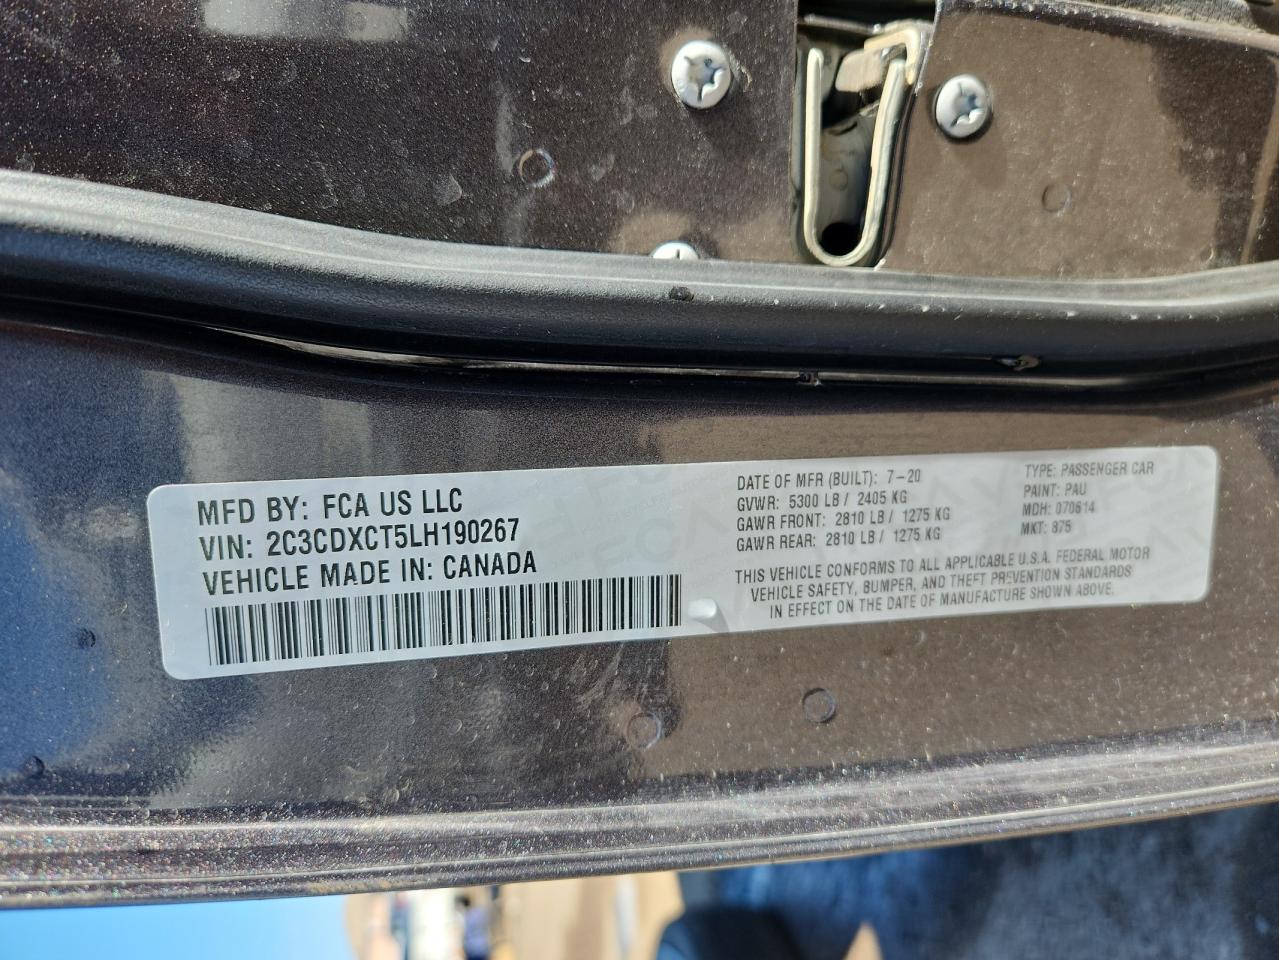 MFD BY: FCA US LLC
VIN: 2C3CDXCT5LH190267
VEHICLE MADE IN: CANADA
DATE OF MFR (BUILT): 7-20
GVWR: 5300 LB / 2405 KG
GAWR FRONT: 2810 LB / 1275 KG
GAWR REAR: 2810 LB / 1275 KG
TYPE: PASSENGER CAR
PAINT: PAU
MDH: 070614
MKT: 875
THIS VEHICLE CONFORMS TO ALL APPLICABLE U.S.A. FEDERAL MOTOR
VEHICLE SAFETY, BUMPER, AND THEFT PREVENTION STANDARDS
IN EFFECT ON THE DATE OF MANUFACTURE SHOWN ABOVE.